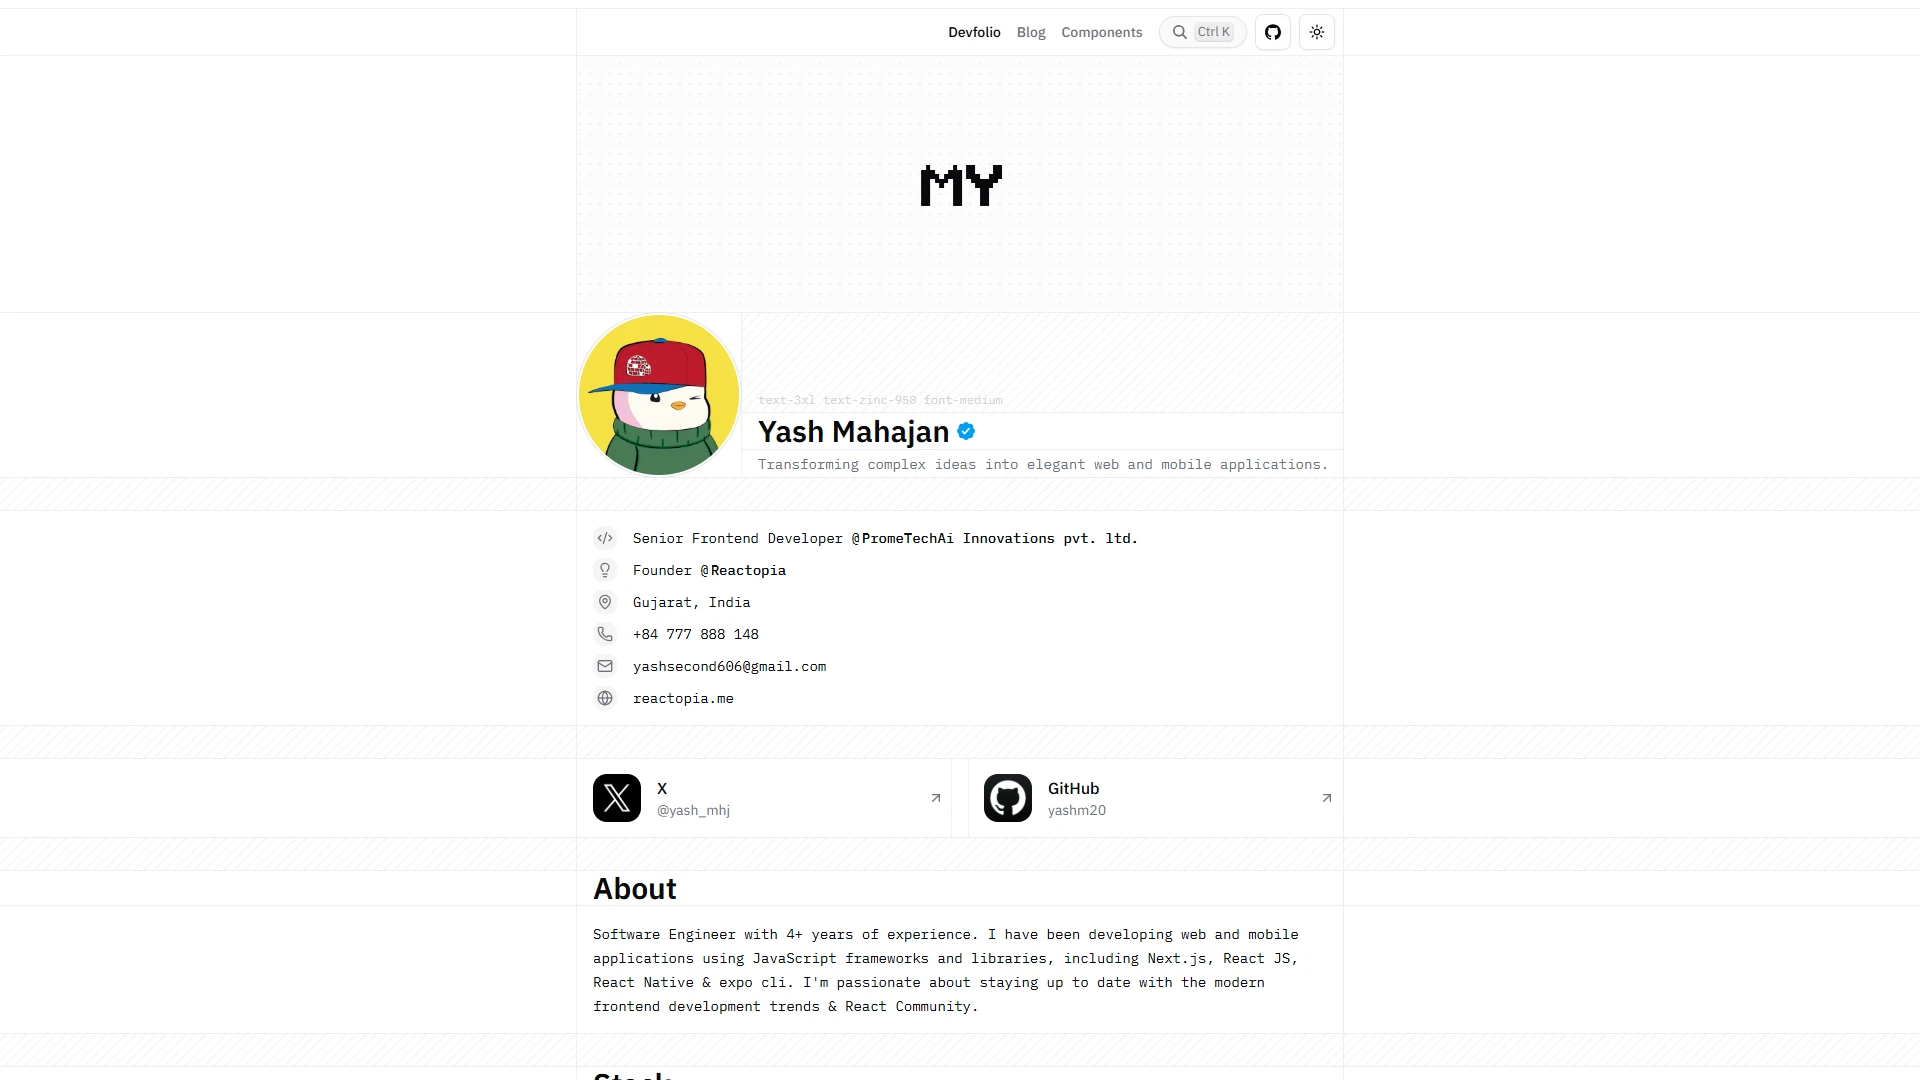 Devfolio Blog Components Ctrl K
MY
text-3xl text-zinc-950 font-medium
Yash Mahajan
Transforming complex ideas into elegant web and mobile applications.
Senior Frontend Developer @PromeTechAi Innovations pvt. ltd.
Founder @Reactopia
Gujarat, India
+84 777 888 148
yashsecond606@gmail.com
reactopia.me
X
@yash_mhj
GitHub
yashm20
About
Software Engineer with 4+ years of experience. I have been developing web and mobile
applications using JavaScript frameworks and libraries, including Next.js, React JS,
React Native & expo cli. I'm passionate about staying up to date with the modern
frontend development trends & React Community.
Stack